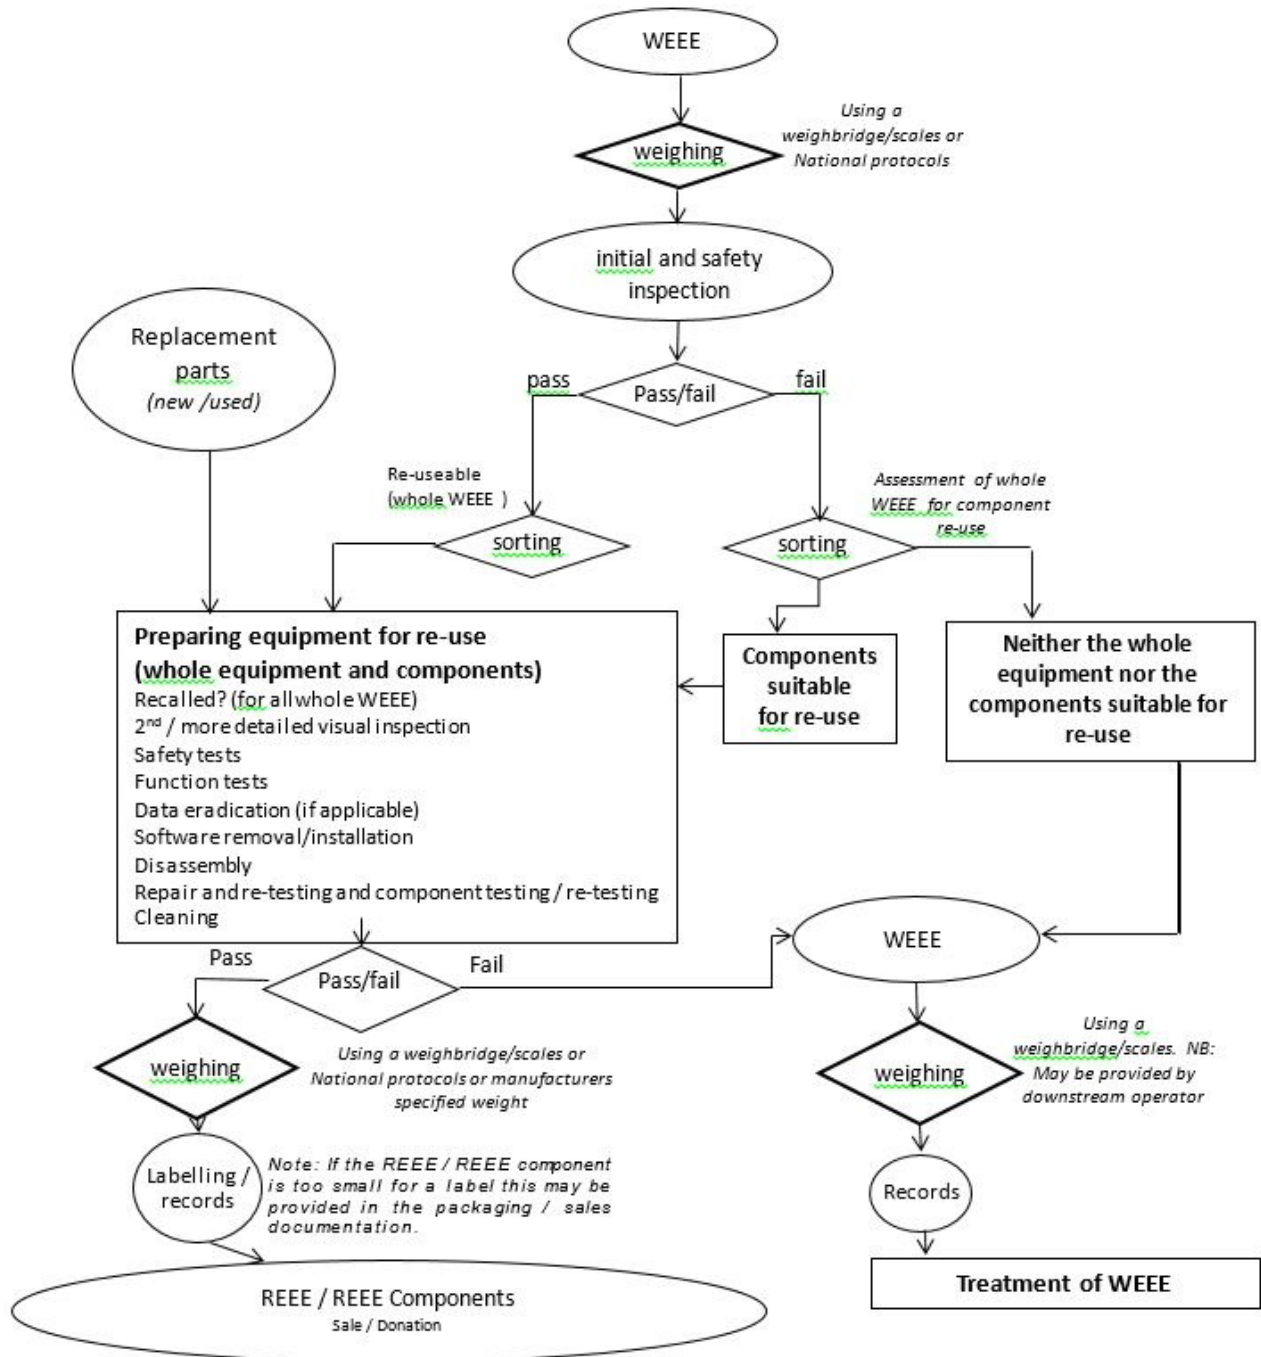 WEEE
weighing
Using a
weighbridge/scales or
National protocols
initial and safety
inspection
Replacement
parts
(new /used)
pass
Pass/fail
fail
Re-useable
(whole WEEE )
sorting
Assessment of whole
WEEE for component
re-use
sorting
Preparing equipment for re-use
(whole equipment and components)
Recalled? (for all whole WEEE)
2nd / more detailed visual inspection
Safety tests
Function tests
Data eradication (if applicable)
Software removal/installation
Disassembly
Repair and re-testing and component testing / re-testing
Cleaning
Components
suitable
for re-use
Neither the whole
equipment nor the
components suitable for
re-use
Pass
Pass/fail
Fail
WEEE
weighing
Using a weighbridge/scales or
National protocols or manufacturers
specified weight
weighing
Using a
weighbridge/scales. NB:
May be provided by
downstream operator
Labelling /
records
Note: If the REEE / REEE component
is too small for a label this may be
provided in the packaging / sales
documentation.
Records
REEE / REEE Components
Sale / Donation
Treatment of WEEE